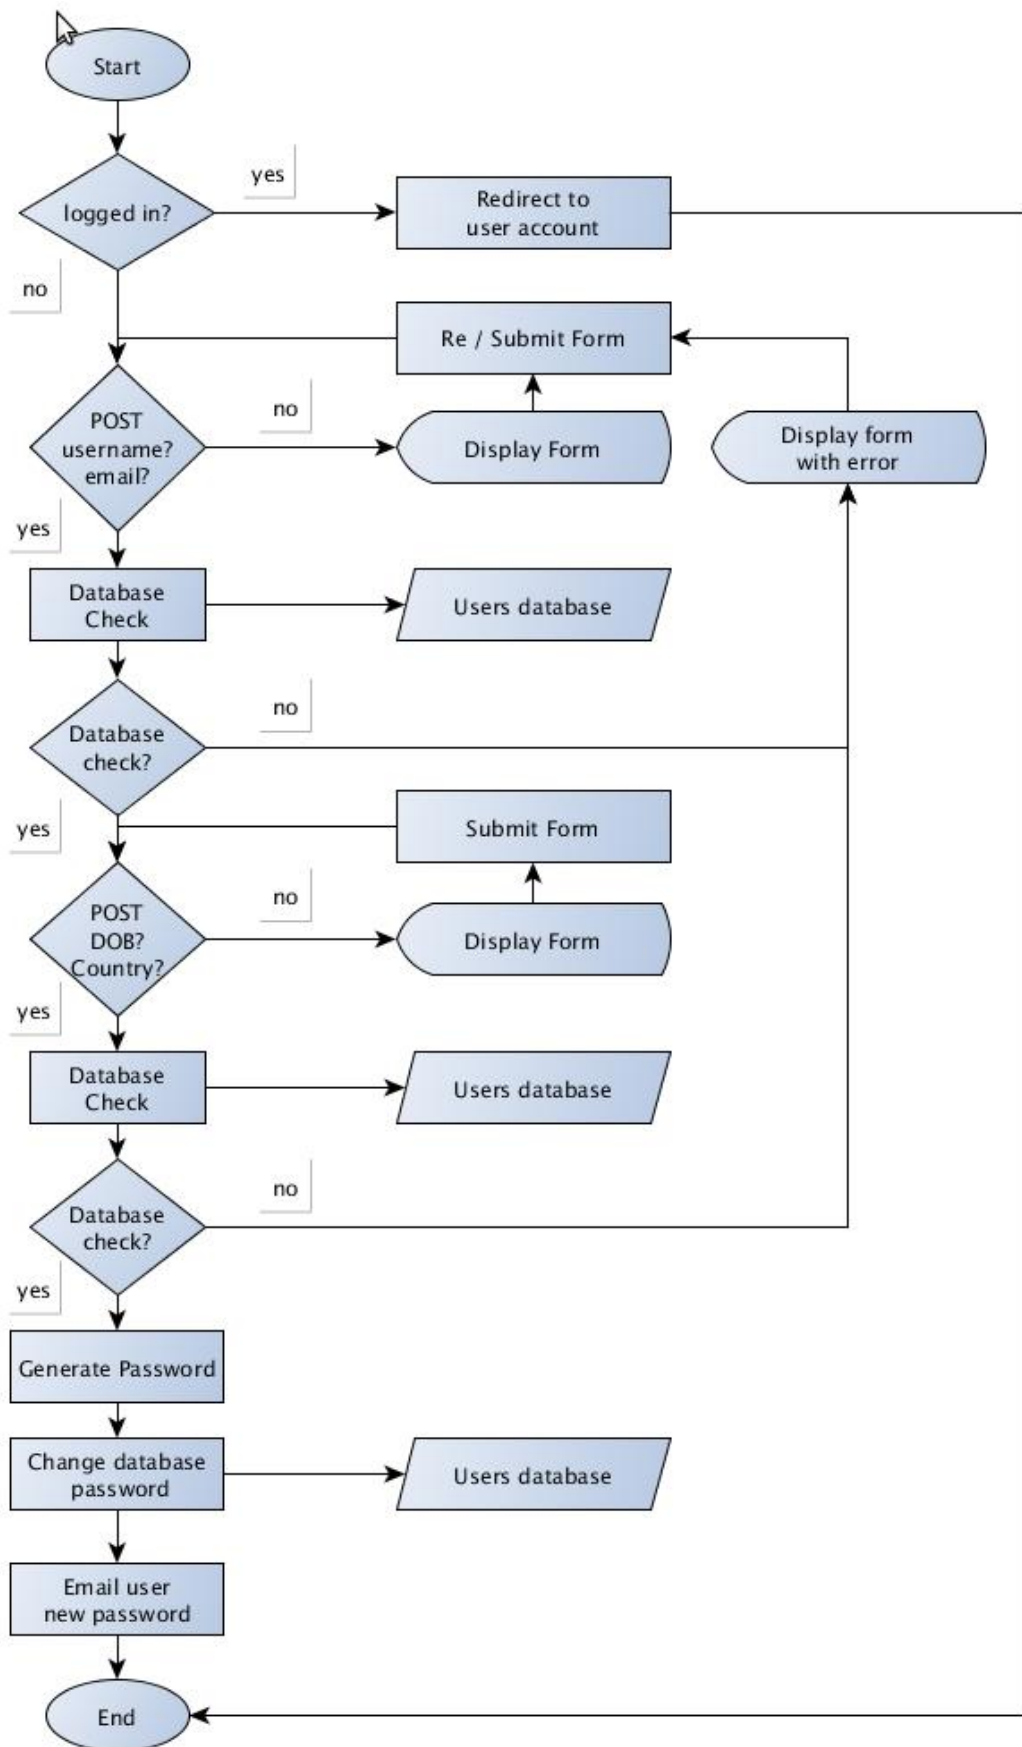 Start
logged in?
yes
Redirect to
user account
no
Re / Submit Form
POST
username?
email?
no
Display Form
Display form
with error
yes
Database
Check
Users database
Database
check?
no
yes
Submit Form
POST
DOB?
Country?
no
Display Form
yes
Database
Check
Users database
Database
check?
no
yes
Generate Password
Change database
password
Users database
Email user
new password
End